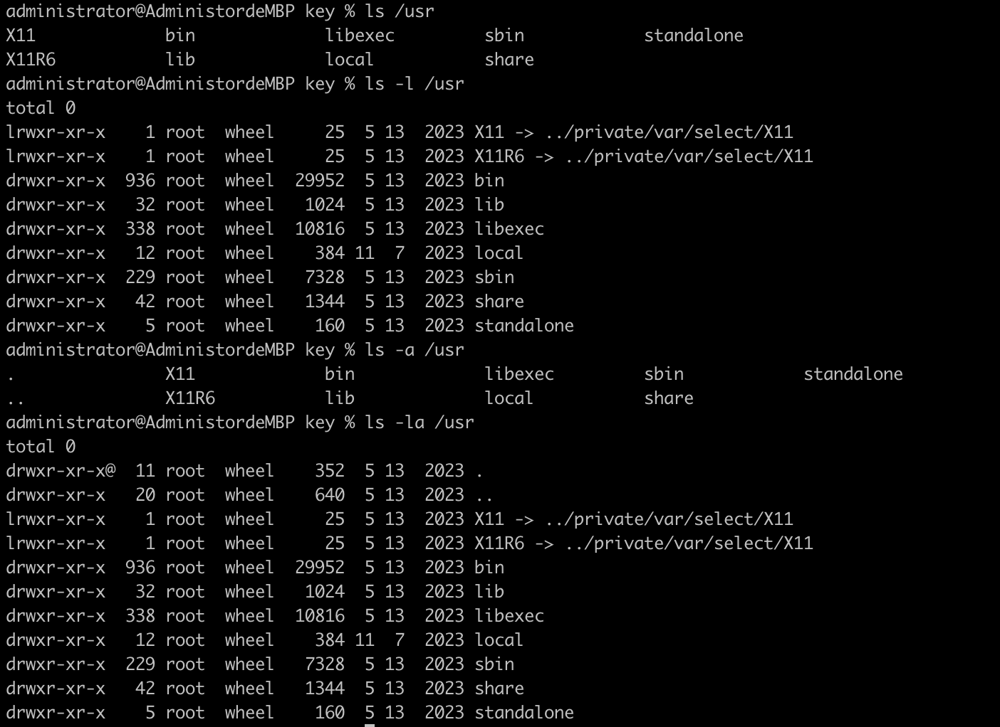 administrator@AdministordeMBP key % ls /usr
X11             bin             libexec         sbin            standalone
X11R6           lib             local           share
administrator@AdministordeMBP key % ls -l /usr
total 0
lrwxr-xr-x    1 root  wheel     25  5 13  2023 X11 -> ../private/var/select/X11
lrwxr-xr-x    1 root  wheel     25  5 13  2023 X11R6 -> ../private/var/select/X11
drwxr-xr-x  936 root  wheel  29952  5 13  2023 bin
drwxr-xr-x   32 root  wheel   1024  5 13  2023 lib
drwxr-xr-x  338 root  wheel  10816  5 13  2023 libexec
drwxr-xr-x   12 root  wheel    384 11  7  2023 local
drwxr-xr-x  229 root  wheel   7328  5 13  2023 sbin
drwxr-xr-x   42 root  wheel   1344  5 13  2023 share
drwxr-xr-x    5 root  wheel    160  5 13  2023 standalone
administrator@AdministordeMBP key % ls -a /usr
.               X11             bin             libexec         sbin            standalone
..              X11R6           lib             local           share
administrator@AdministordeMBP key % ls -la /usr
total 0
drwxr-xr-x@  11 root  wheel    352  5 13  2023 .
drwxr-xr-x   20 root  wheel    640  5 13  2023 ..
lrwxr-xr-x    1 root  wheel     25  5 13  2023 X11 -> ../private/var/select/X11
lrwxr-xr-x    1 root  wheel     25  5 13  2023 X11R6 -> ../private/var/select/X11
drwxr-xr-x  936 root  wheel  29952  5 13  2023 bin
drwxr-xr-x   32 root  wheel   1024  5 13  2023 lib
drwxr-xr-x  338 root  wheel  10816  5 13  2023 libexec
drwxr-xr-x   12 root  wheel    384 11  7  2023 local
drwxr-xr-x  229 root  wheel   7328  5 13  2023 sbin
drwxr-xr-x   42 root  wheel   1344  5 13  2023 share
drwxr-xr-x    5 root  wheel    160  5 13  2023 standalone